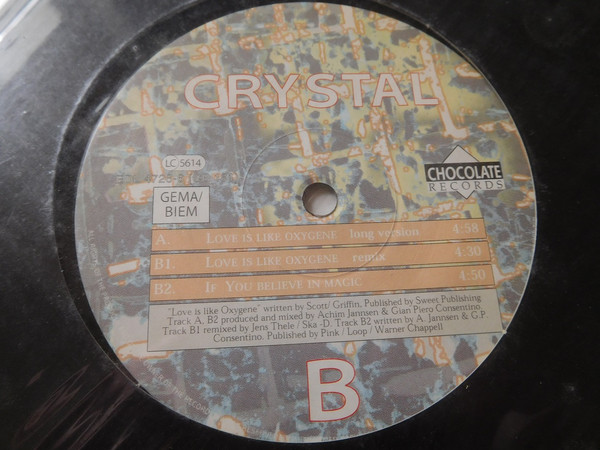 CRYSTAL
LC 5614
GEMA/
BIEM
CHOCOLATE
RECORDS
A. LOVE IS LIKE OXYGENE long version 4:58
B1. LOVE IS LIKE OXYGENE remix 4:30
B2. IF YOU BELIEVE IN MAGIC 4:50
"Love is like Oxygene" written by Scott/ Griffin. Published by Sweet Publishing
Track A, B2 produced and mixed by Achim Jannsen & Gian Piero Consentino.
Track B1 remixed by Jens Thele / Ska -D. Track B2 written by A. Jannsen & G.P.
Consentino. Published by Pink / Loop / Warner Chappell
B